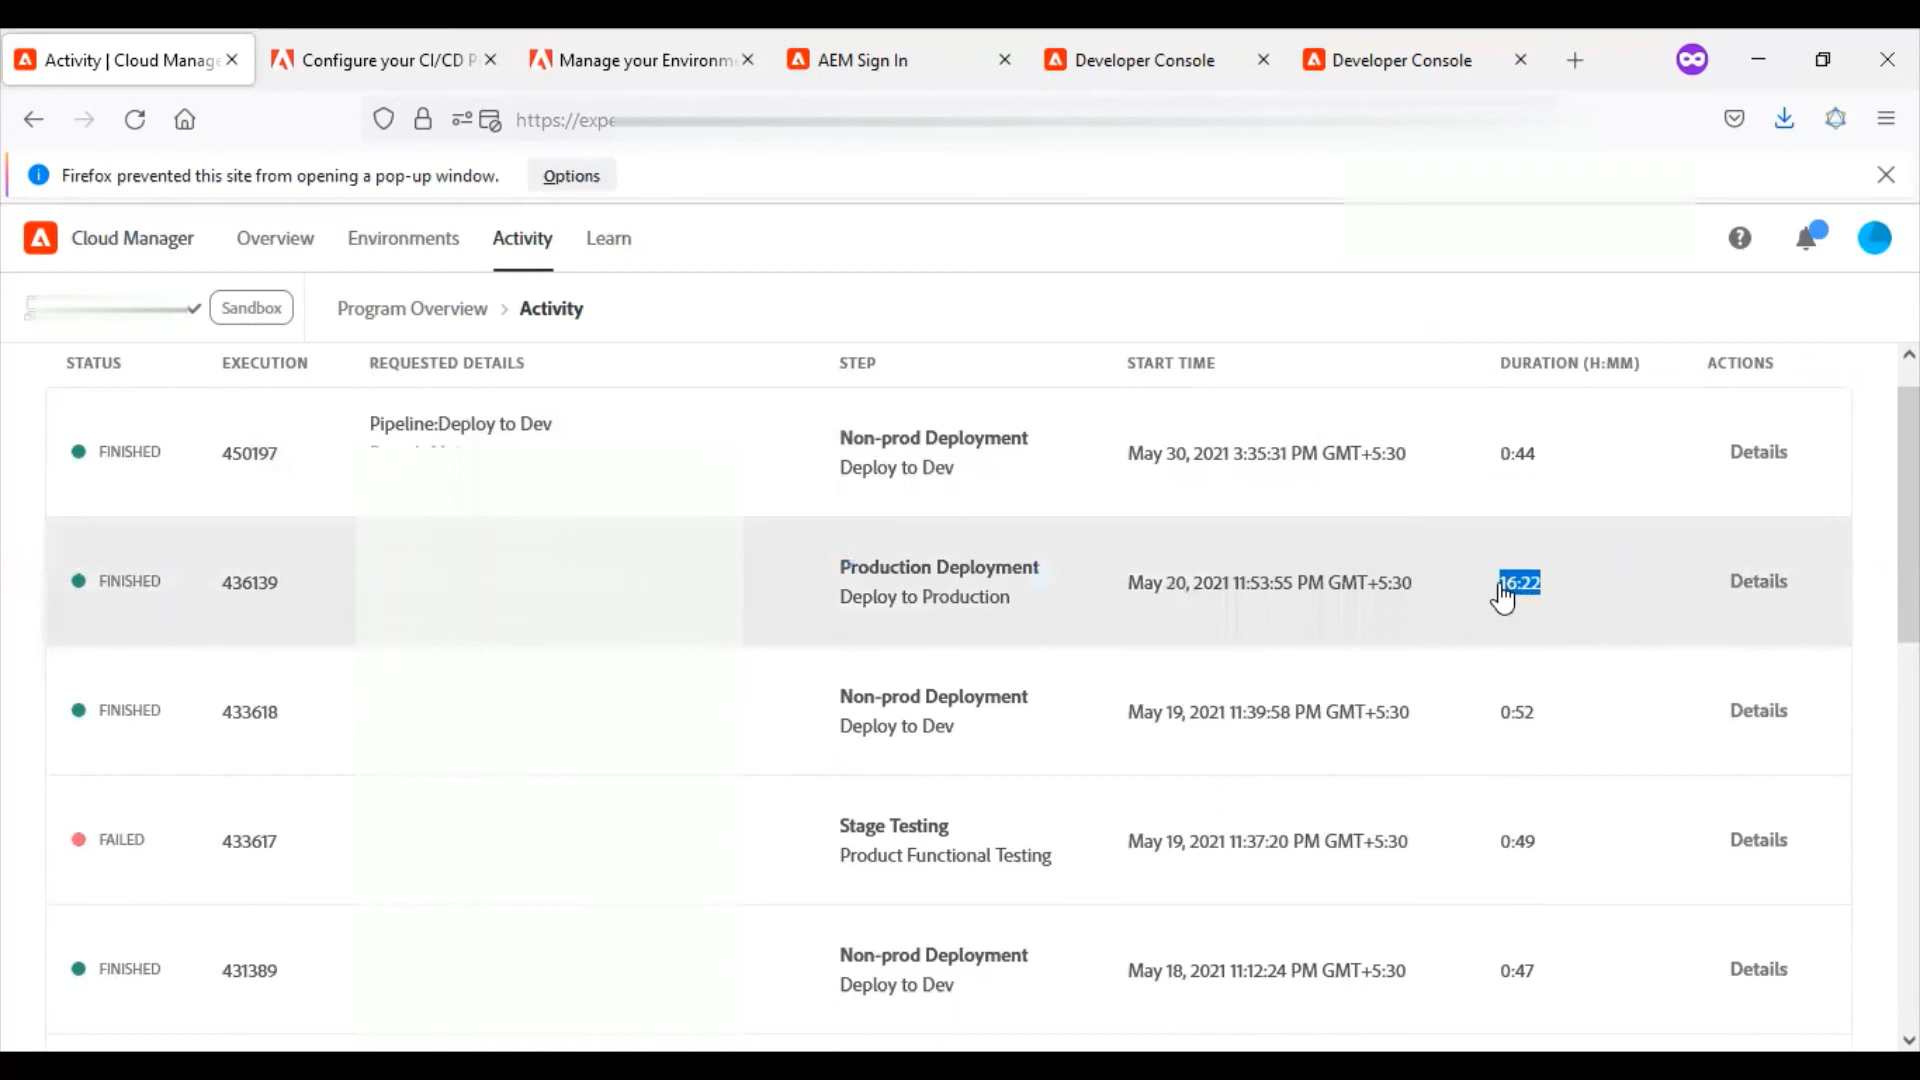 Activity | Cloud Manage
Configure your CI/CD P
Manage your Environm
AEM Sign In
Developer Console
Developer Console
https://expe
Firefox prevented this site from opening a pop-up window.
Options
Cloud Manager
Overview
Environments
Activity
Learn
Sandbox
Program Overview > Activity
STATUS EXECUTION REQUESTED DETAILS STEP START TIME DURATION (H:MM) ACTIONS
Pipeline:Deploy to Dev
FINISHED 450197 Non-prod Deployment May 30, 2021 3:35:31 PM GMT+5:30 0:44 Details
Deploy to Dev
FINISHED 436139 Production Deployment May 20, 2021 11:53:55 PM GMT+5:30 16:22 Details
Deploy to Production
FINISHED 433618 Non-prod Deployment May 19, 2021 11:39:58 PM GMT+5:30 0:52 Details
Deploy to Dev
FAILED 433617 Stage Testing May 19, 2021 11:37:20 PM GMT+5:30 0:49 Details
Product Functional Testing
FINISHED 431389 Non-prod Deployment May 18, 2021 11:12:24 PM GMT+5:30 0:47 Details
Deploy to Dev